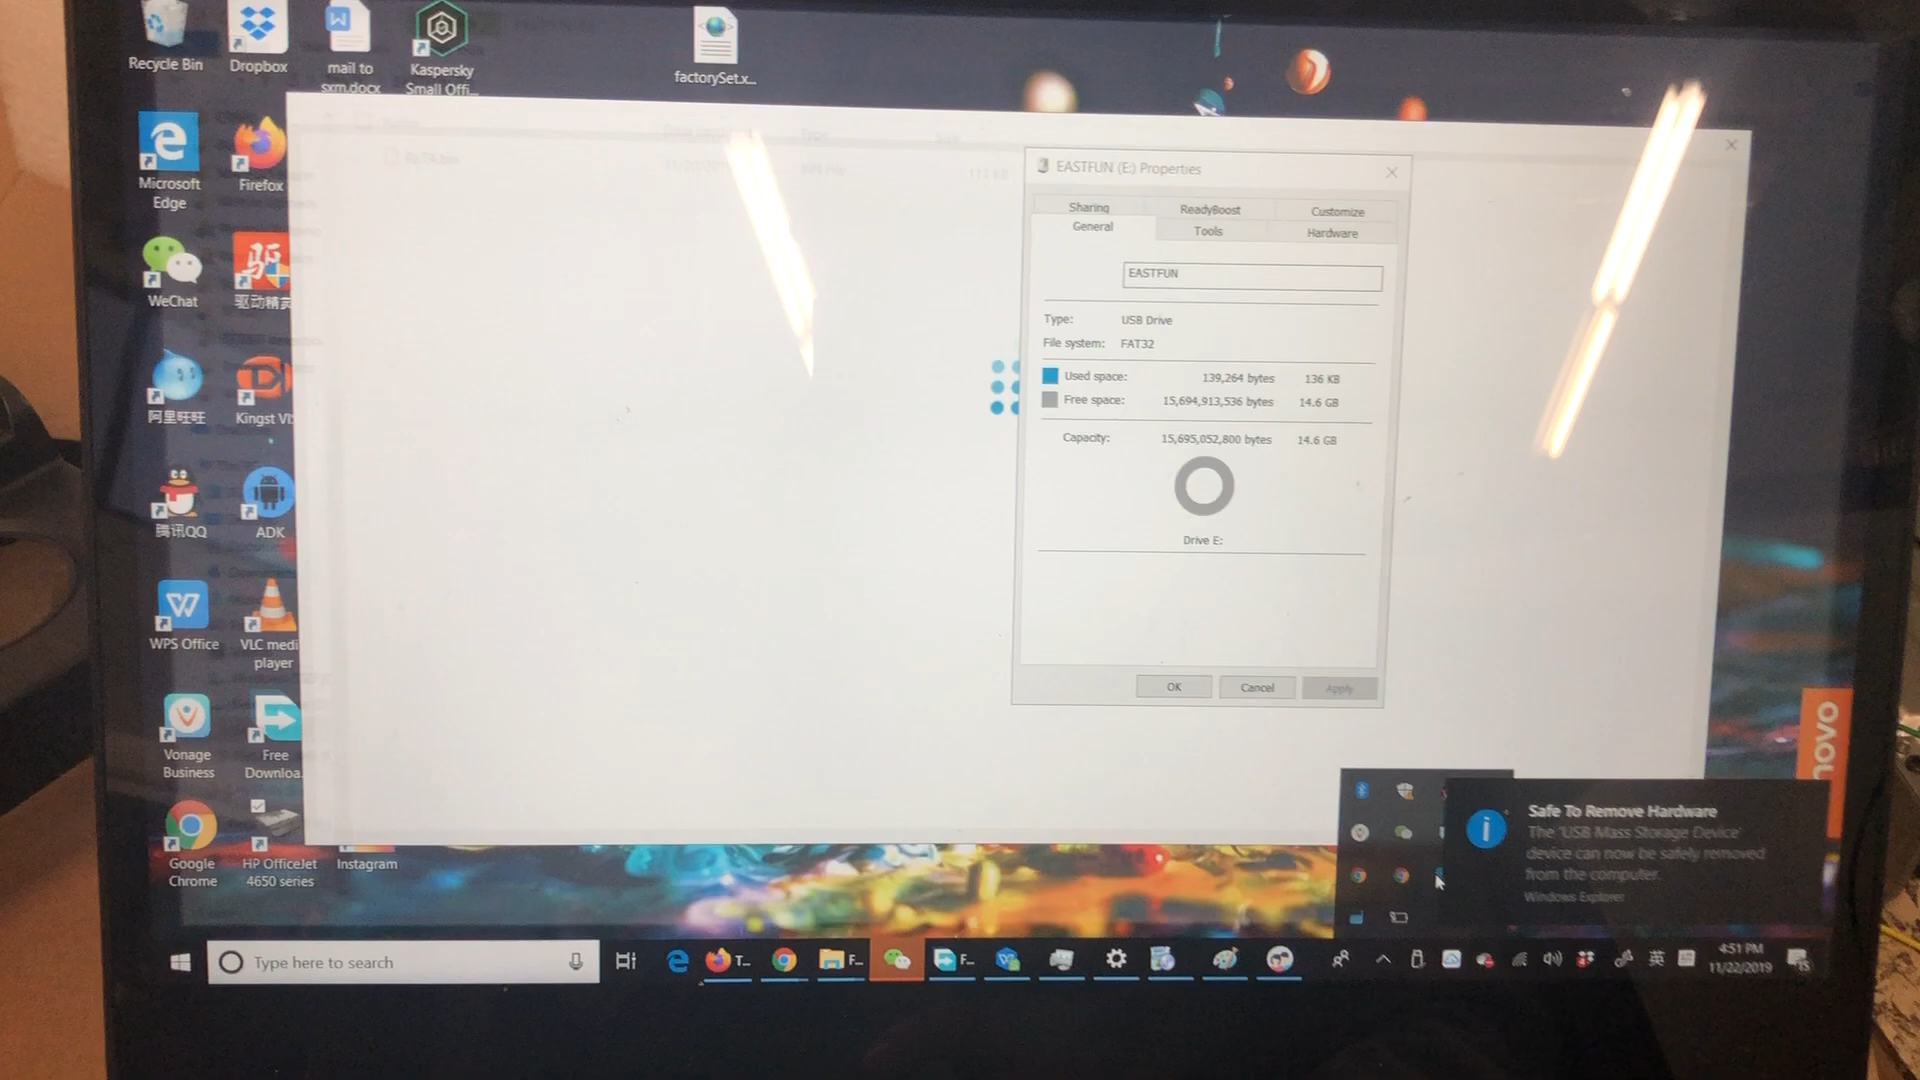 Recycle Bin
Dropbox
mail to
sxm.docx
Kaspersky
Small Offi...
factorySet.x...
Microsoft
Edge
Firefox
WeChat
阿里旺旺
Kingst VI
腾讯QQ
ADK
WPS Office
VLC medi
player
Vonage
Business
Free
Downloa
Google
Chrome
HP OfficeJet
4650 series
Instagram
EASTFUN (E:) Properties
Sharing
ReadyBoost
Customize
General
Tools
Hardware
EASTFUN
Type: USB Drive
File system: FAT32
Used space: 139,264 bytes 136 KB
Free space: 15,694,913,536 bytes 14.6 GB
Capacity: 15,695,052,800 bytes 14.6 GB
Drive E:
OK
Cancel
Apply
novo
Safe To Remove Hardware
The 'USB Mass Storage Device'
device can now be safely removed
from the computer.
Windows Explorer
Type here to search
T...
F...
F...
英
4:51 PM
11/22/2019